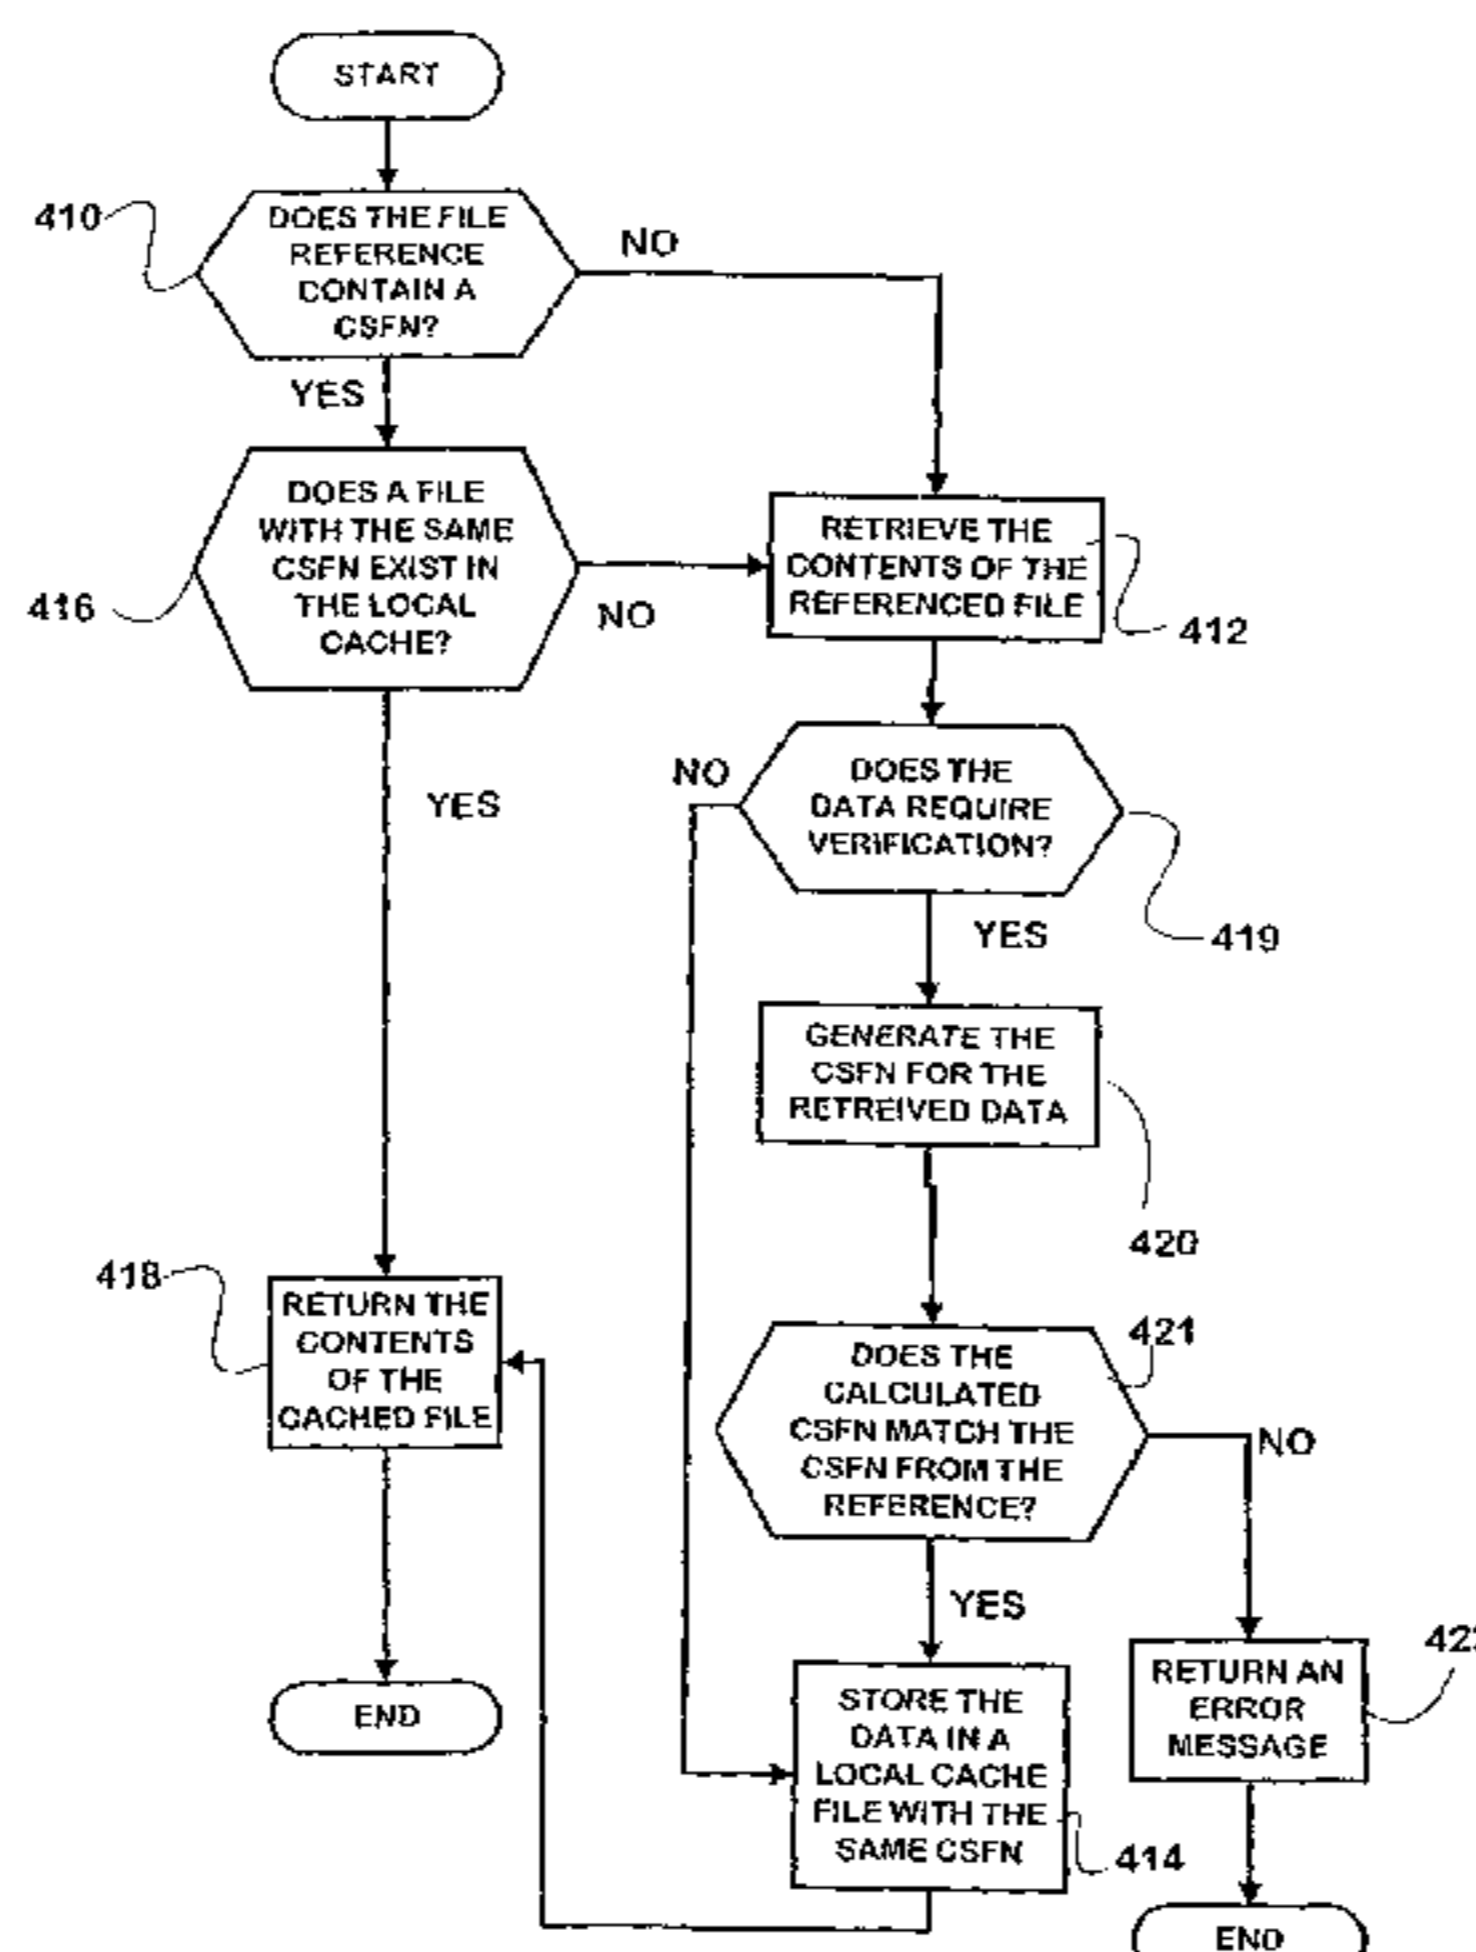 START
410
DOES THE FILE
REFERENCE
CONTAIN A
CSFN?
NO
YES
DOES A FILE
WITH THE SAME
CSFN EXIST IN
THE LOCAL
CACHE?
416
NO
RETRIEVE THE
CONTENTS OF THE
REFERENCED FILE
412
YES
NO
DOES THE
DATA REQUIRE
VERIFICATION?
419
YES
GENERATE THE
CSFN FOR THE
RETREIVED DATA
420
418
RETURN THE
CONTENTS
OF THE
CACHED FILE
421
DOES THE
CALCULATED
CSFN MATCH THE
CSFN FROM THE
REFERENCE?
NO
YES
END
STORE THE
DATA IN A
LOCAL CACHE
FILE WITH THE
SAME CSFN
414
RETURN AN
ERROR
MESSAGE
END